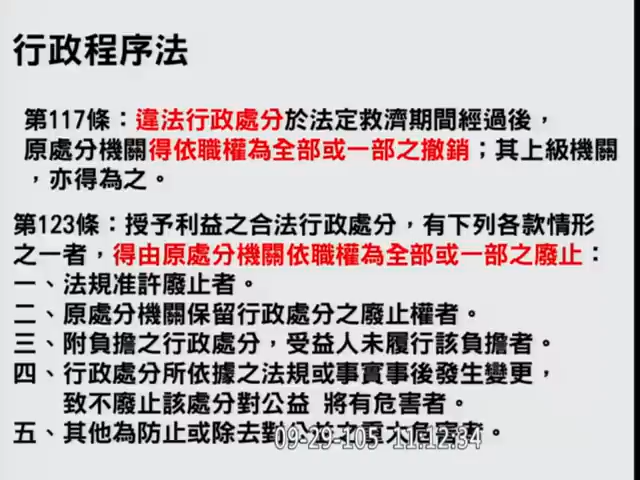 行政程序法
第117條：違法行政處分於法定救濟期間經過後，
原處分機關得依職權為全部或一部之撤銷；其上級機關
，亦得為之。
第123條：授予利益之合法行政處分，有下列各款情形
之一者，得由原處分機關依職權為全部或一部之廢止：
一、法規准許廢止者。
二、原處分機關保留行政處分之廢止權者。
三、附負擔之行政處分，受益人未履行該負擔者。
四、行政處分所依據之法規或事實事後發生變更，
致不廢止該處分對公益 將有危害者。
五、其他為防止或除去對公益之重大危害者。
09-29-105 11:12:34